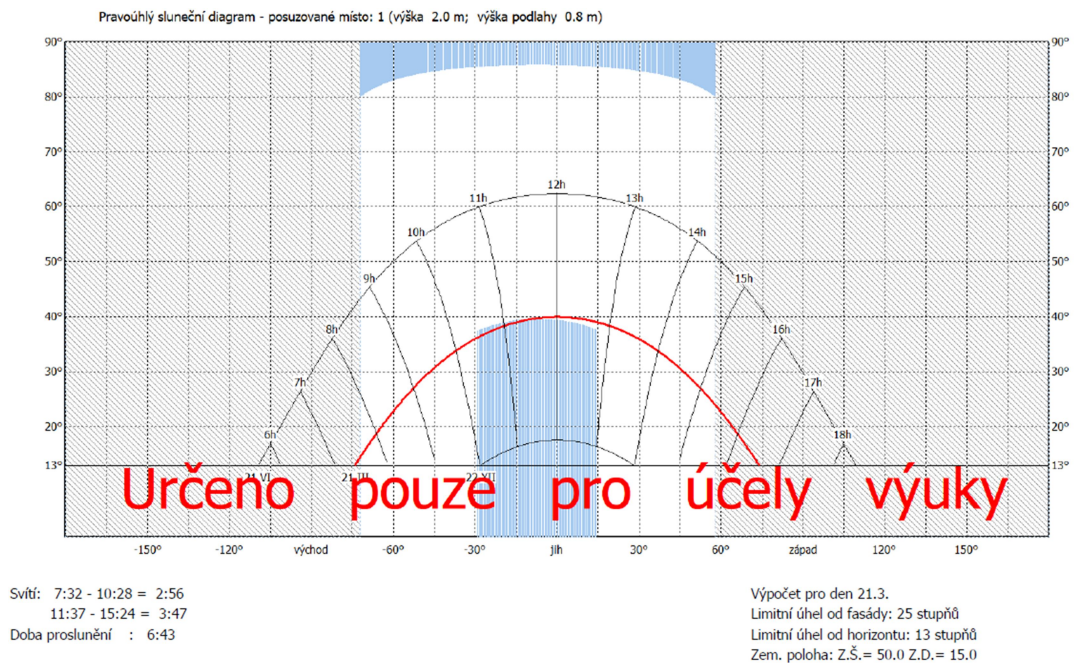 Pravoúhlý sluneční diagram - posuzované místo: 1 (výška 2.0 m; výška podlahy 0.8 m)
90° 90°
80° 80°
70° 70°
12h
60° 11h 13h 60°
10h 14h
50° 50°
9h 15h
40° 40°
8h 16h
30° 30°
7h 17h
20° 20°
6h 18h
13° 13°
21.VI 21.III 22.XII
Určeno pouze pro účely výuky
-150° -120° východ -60° -30° jih 30° 60° západ 120° 150°
Svítí: 7:32 - 10:28 = 2:56
11:37 - 15:24 = 3:47
Doba proslunění : 6:43
Výpočet pro den 21.3.
Limitní úhel od fasády: 25 stupňů
Limitní úhel od horizontu: 13 stupňů
Zem. poloha: Z.Š.= 50.0 Z.D.= 15.0